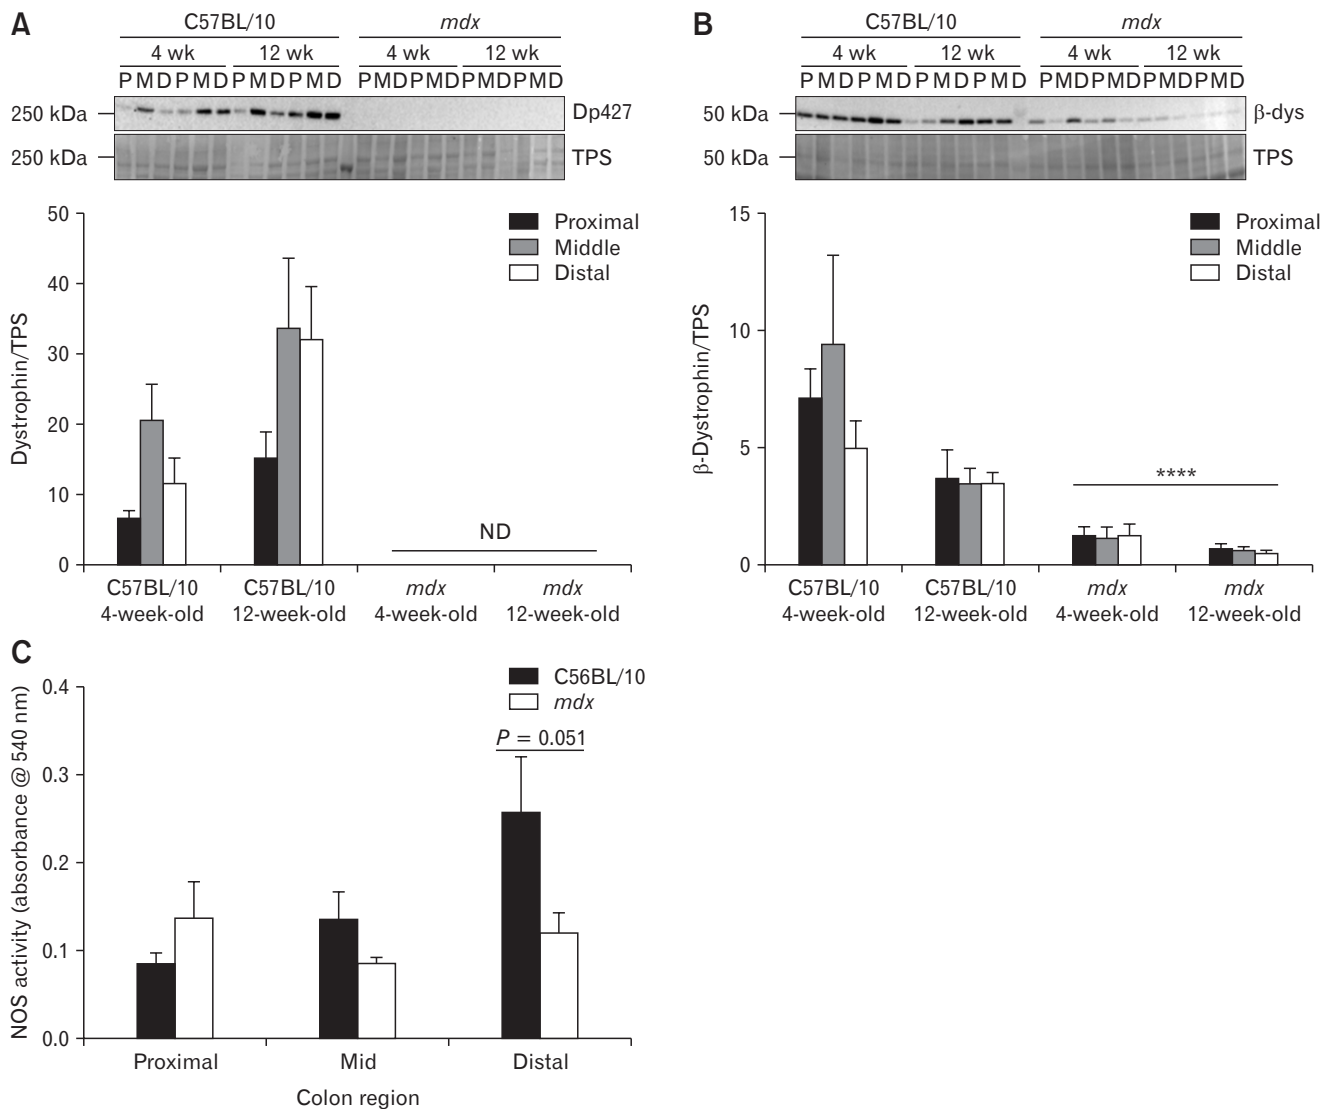 A
C57BL/10 mdx
4 wk 12 wk 4 wk 12 wk
P M D P M D P M D P M D P M D P M D P M D P M D
250 kDa Dp427
250 kDa TPS
50
40
30
20
10
0
Dystrophin/TPS
Proximal
Middle
Distal
ND
C57BL/10 C57BL/10 mdx mdx
4-week-old 12-week-old 4-week-old 12-week-old
B
C57BL/10 mdx
4 wk 12 wk 4 wk 12 wk
P M D P M D P M D P M D P M D P M D P M D P M D
50 kDa β-dys
50 kDa TPS
15
10
5
0
β-Dystrophin/TPS
Proximal
Middle
Distal
****
C57BL/10 C57BL/10 mdx mdx
4-week-old 12-week-old 4-week-old 12-week-old
C
0.4
0.3
0.2
0.1
0.0
NOS activity (absorbance @ 540 nm)
C56BL/10
mdx
P = 0.051
Proximal Mid Distal
Colon region